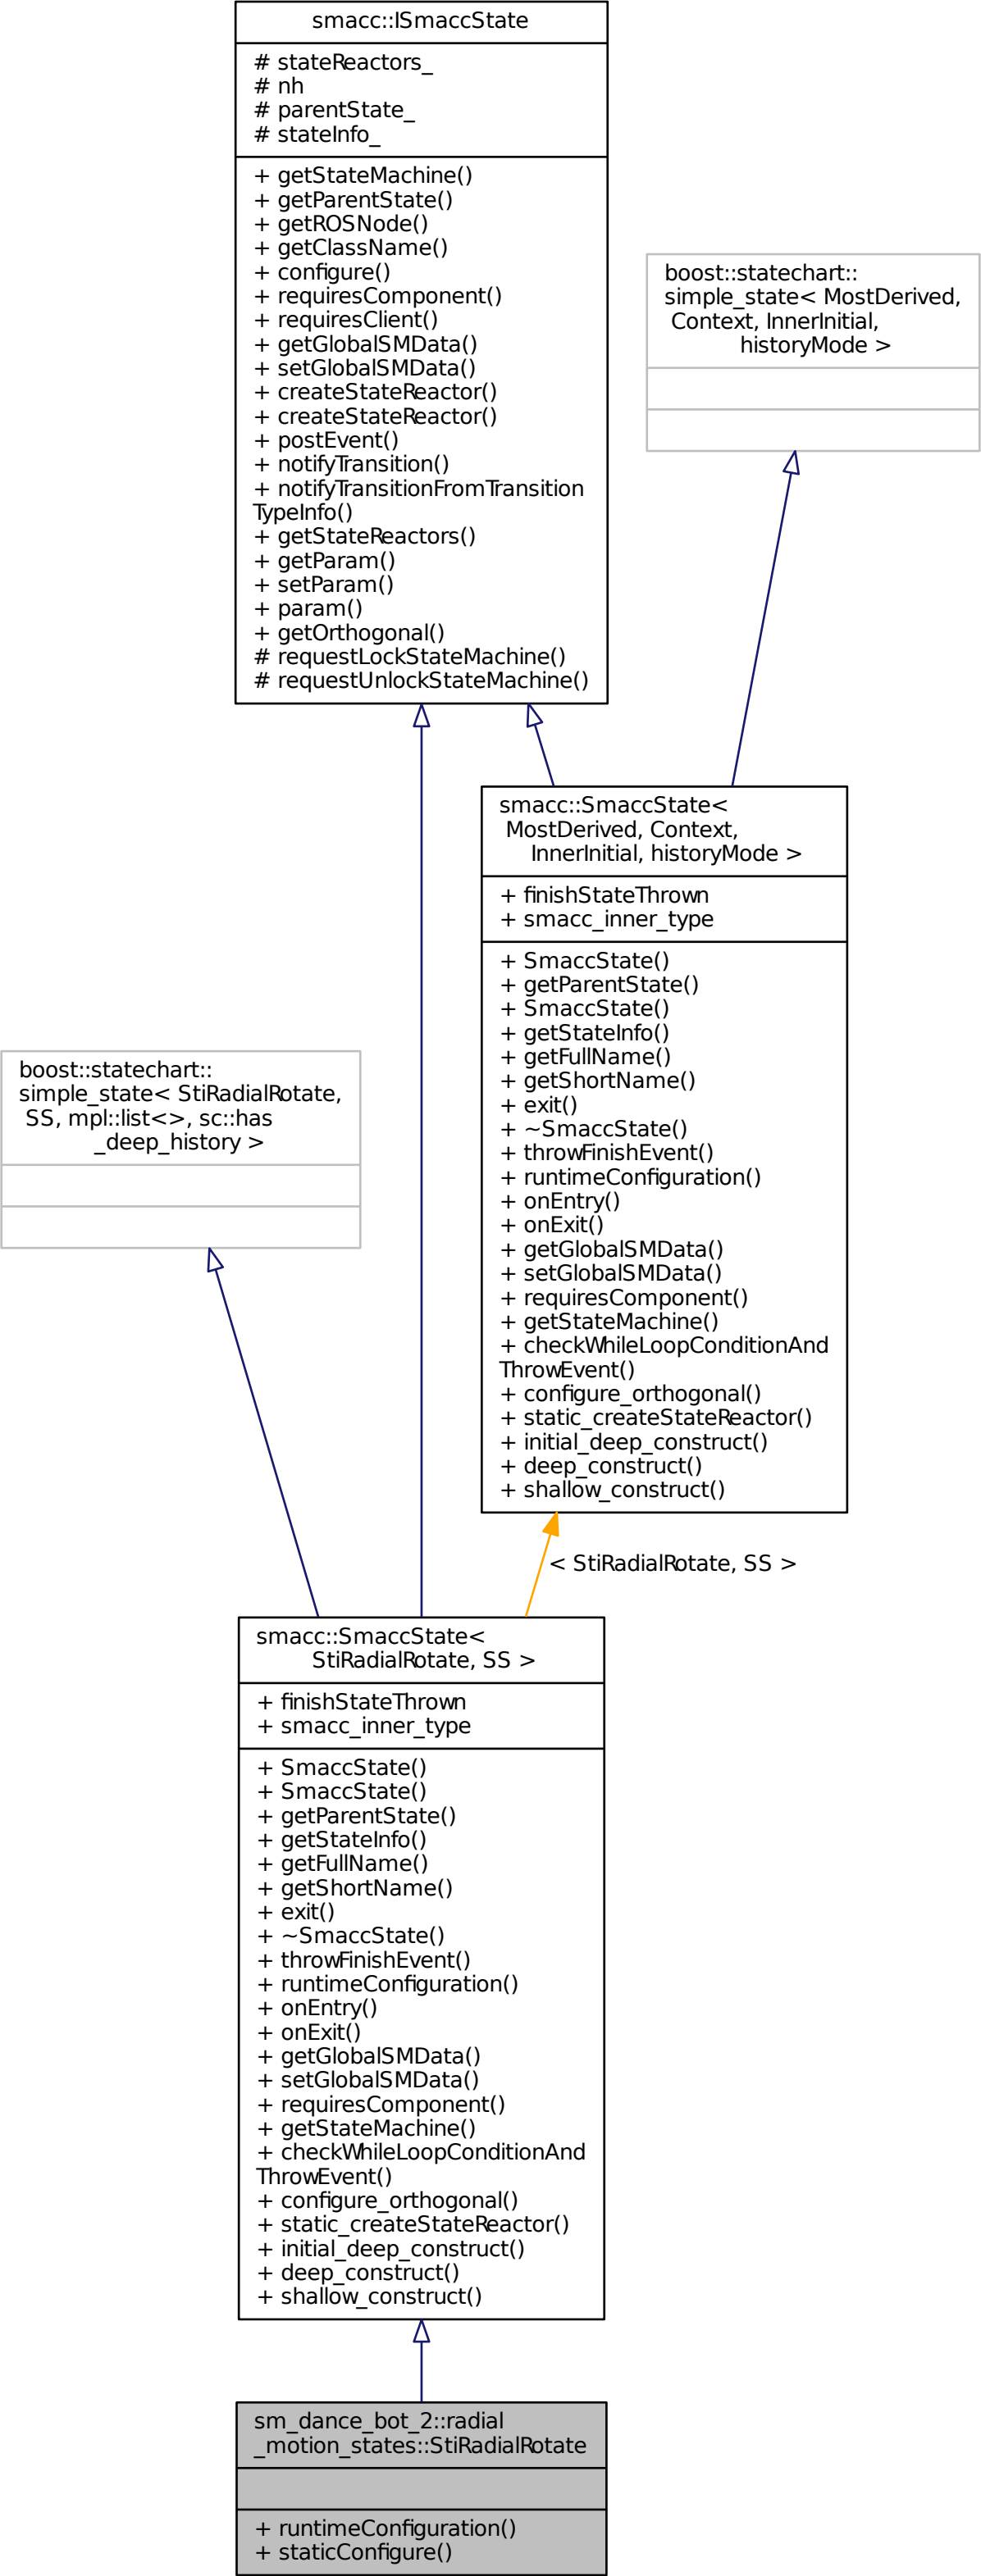 smacc::ISmaccState
# stateReactors_
# nh
# parentState_
# stateInfo_
+ getStateMachine()
+ getParentState()
+ getROSNode()
+ getClassName()
+ configure()
+ requiresComponent()
+ requiresClient()
+ getGlobalSMData()
+ setGlobalSMData()
+ createStateReactor()
+ createStateReactor()
+ postEvent()
+ notifyTransition()
+ notifyTransitionFromTransition
TypeInfo()
+ getStateReactors()
+ getParam()
+ setParam()
+ param()
+ getOrthogonal()
# requestLockStateMachine()
# requestUnlockStateMachine()
boost::statechart::
simple_state< MostDerived,
Context, InnerInitial,
historyMode >
smacc::SmaccState<
MostDerived, Context,
InnerInitial, historyMode >
+ finishStateThrown
+ smacc_inner_type
+ SmaccState()
+ getParentState()
+ SmaccState()
+ getStateInfo()
+ getFullName()
+ getShortName()
+ exit()
+ ~SmaccState()
+ throwFinishEvent()
+ runtimeConfiguration()
+ onEntry()
+ onExit()
+ getGlobalSMData()
+ setGlobalSMData()
+ requiresComponent()
+ getStateMachine()
+ checkWhileLoopConditionAnd
ThrowEvent()
+ configure_orthogonal()
+ static_createStateReactor()
+ initial_deep_construct()
+ deep_construct()
+ shallow_construct()
boost::statechart::
simple_state< StiRadialRotate,
SS, mpl::list<>, sc::has
_deep_history >
< StiRadialRotate, SS >
smacc::SmaccState<
StiRadialRotate, SS >
+ finishStateThrown
+ smacc_inner_type
+ SmaccState()
+ SmaccState()
+ getParentState()
+ getStateInfo()
+ getFullName()
+ getShortName()
+ exit()
+ ~SmaccState()
+ throwFinishEvent()
+ runtimeConfiguration()
+ onEntry()
+ onExit()
+ getGlobalSMData()
+ setGlobalSMData()
+ requiresComponent()
+ getStateMachine()
+ checkWhileLoopConditionAnd
ThrowEvent()
+ configure_orthogonal()
+ static_createStateReactor()
+ initial_deep_construct()
+ deep_construct()
+ shallow_construct()
sm_dance_bot_2::radial
_motion_states::StiRadialRotate
+ runtimeConfiguration()
+ staticConfigure()